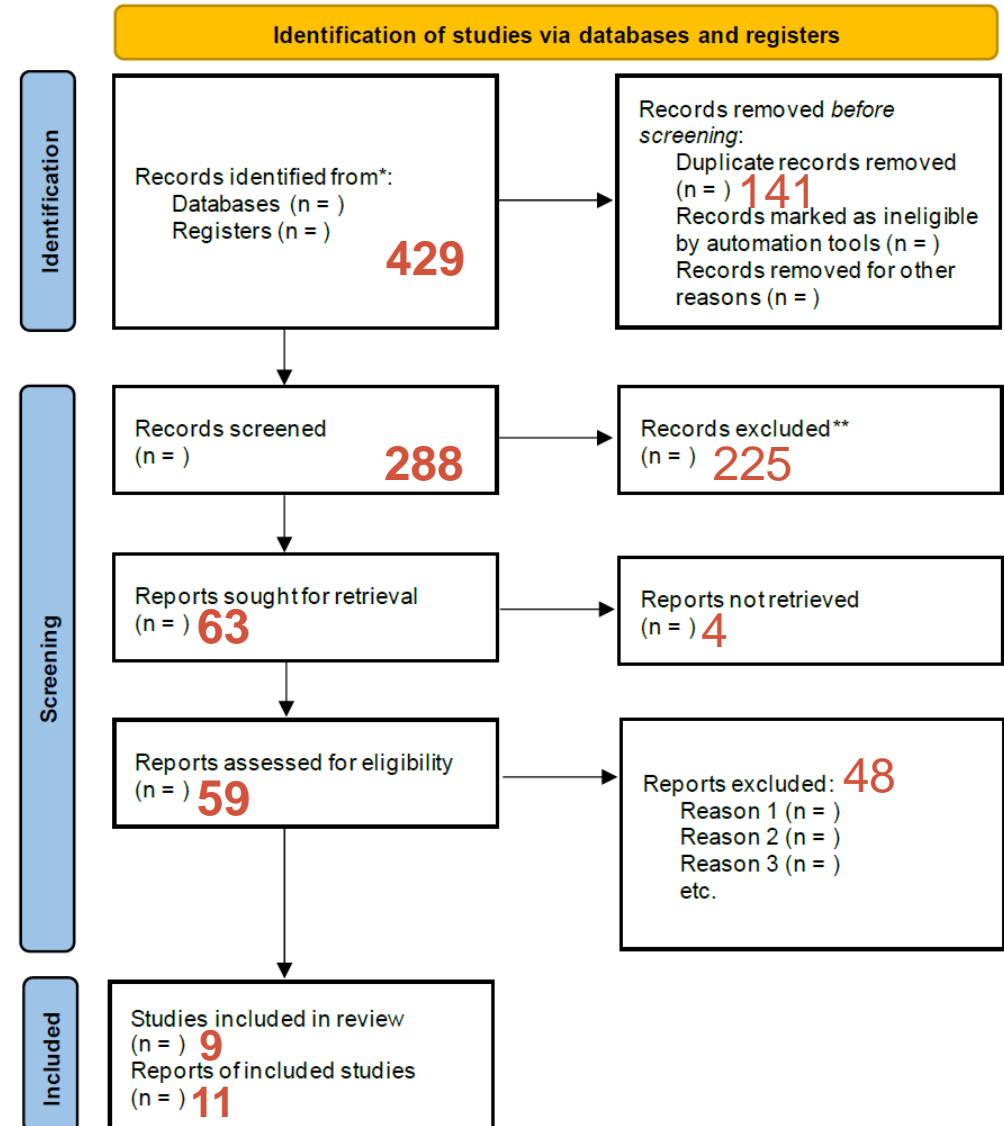 Identification of studies via databases and registers
Identification
Records identified from*:
Databases (n = )
Registers (n = )
429
Records removed before
screening:
Duplicate records removed
(n = ) 141
Records marked as ineligible
by automation tools (n = )
Records removed for other
reasons (n = )
Screening
Records screened
(n = )
288
Records excluded**
(n = ) 225
Reports sought for retrieval
(n = ) 63
Reports not retrieved
(n = ) 4
Reports assessed for eligibility
(n = ) 59
Reports excluded: 48
Reason 1 (n = )
Reason 2 (n = )
Reason 3 (n = )
etc.
Included
Studies included in review
(n = ) 9
Reports of included studies
(n = ) 11